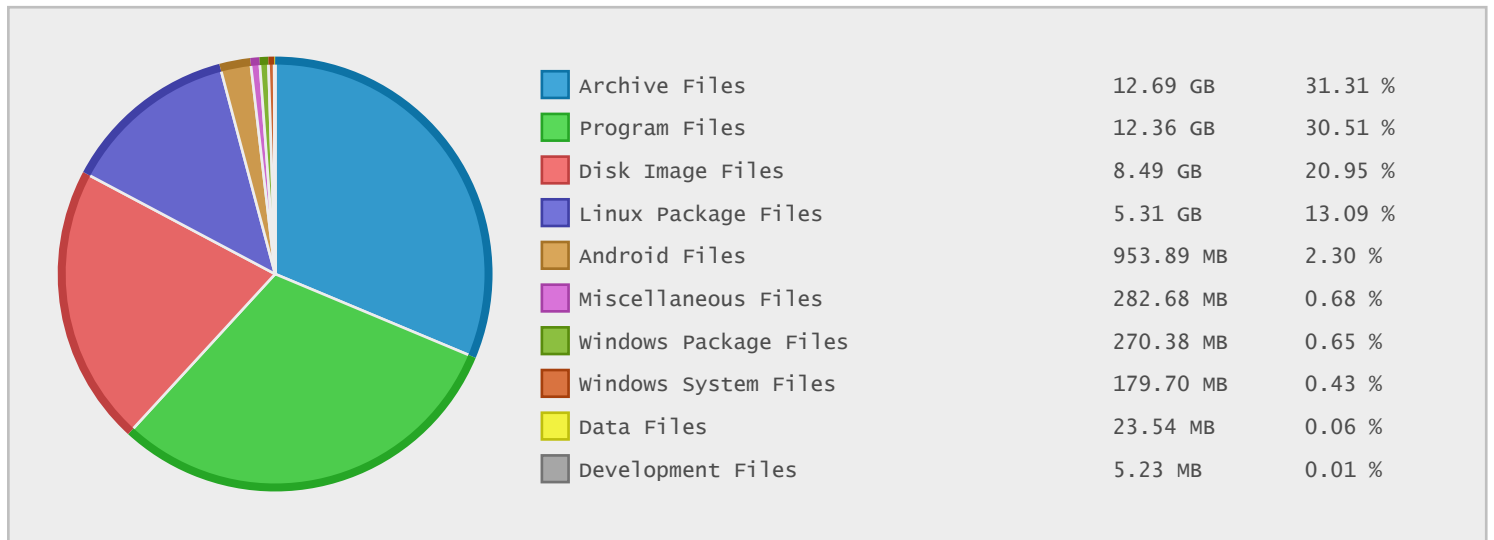 Archive Files 12.69 GB 31.31 %
Program Files 12.36 GB 30.51 %
Disk Image Files 8.49 GB 20.95 %
Linux Package Files 5.31 GB 13.09 %
Android Files 953.89 MB 2.30 %
Miscellaneous Files 282.68 MB 0.68 %
Windows Package Files 270.38 MB 0.65 %
Windows System Files 179.70 MB 0.43 %
Data Files 23.54 MB 0.06 %
Development Files 5.23 MB 0.01 %